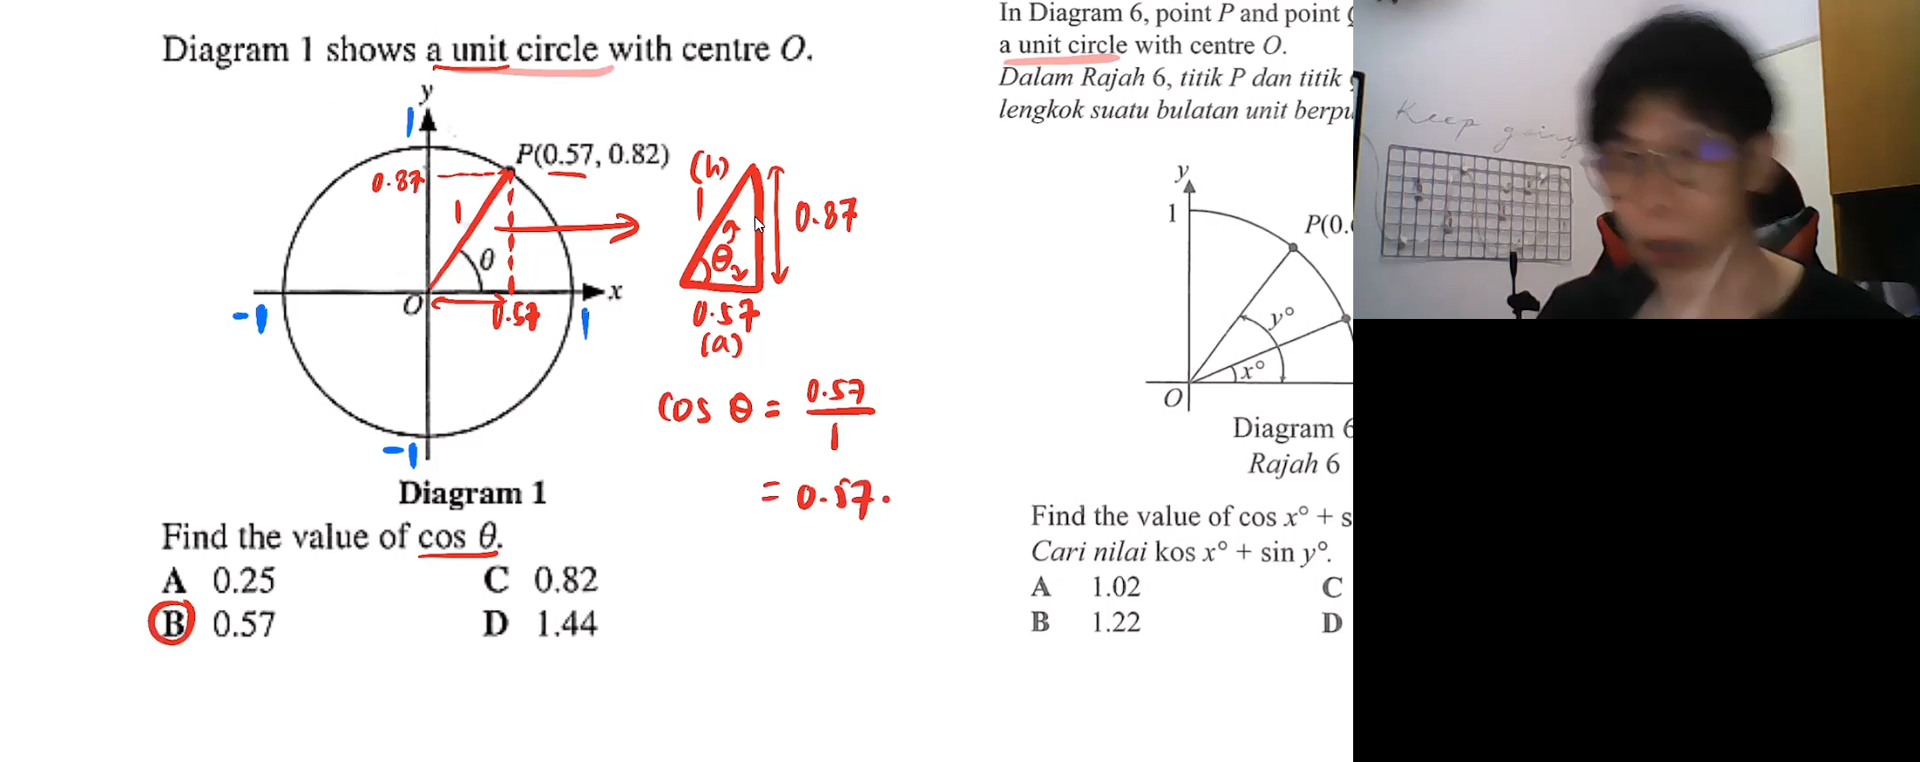 Diagram 1 shows a unit circle with centre O.
y
1
P(0.57, 0.82)
0.87
1
θ
O
0.57
x
-1
1
-1
(h)
1
θ
0.87
0.57
(a)
cos θ = 0.57
1
= 0.57.
Diagram 1
Find the value of cos θ.
A 0.25
C 0.82
B 0.57
D 1.44
In Diagram 6, point P and point
a unit circle with centre O.
Dalam Rajah 6, titik P dan titik
lengkok suatu bulatan unit berpu
y
1
P(0.
y°
x°
O
Diagram 6
Rajah 6
Find the value of cos x° + s
Cari nilai kos x° + sin y°.
A 1.02
C
B 1.22
D
Keep going